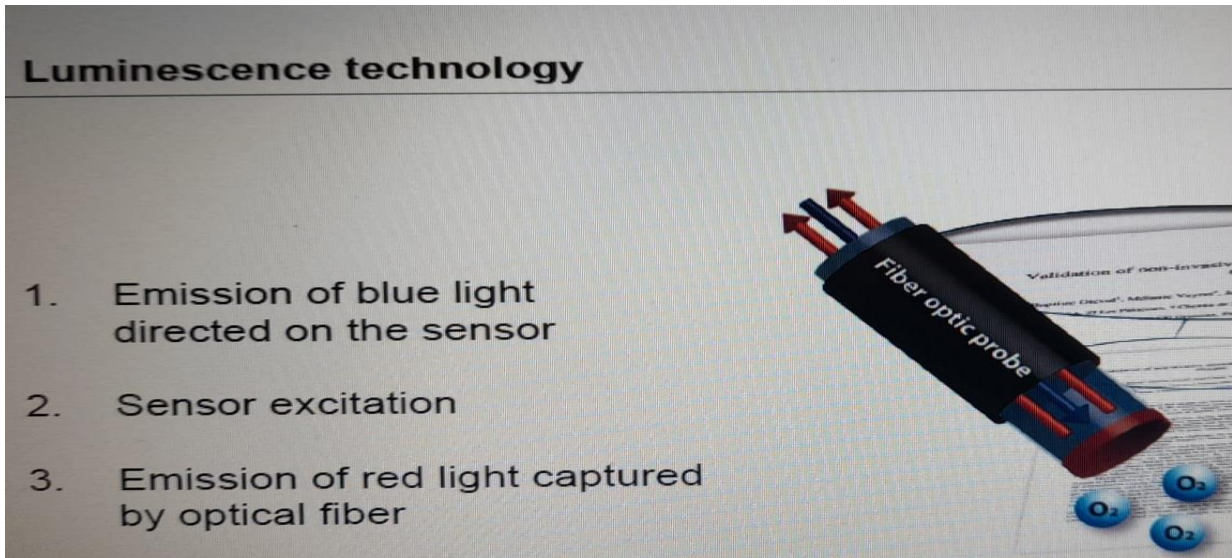 Luminescence technology
1. Emission of blue light
directed on the sensor
2. Sensor excitation
3. Emission of red light captured
by optical fiber
Fiber optic probe
Validation of non-invasiv
O₂
O₂
O₂